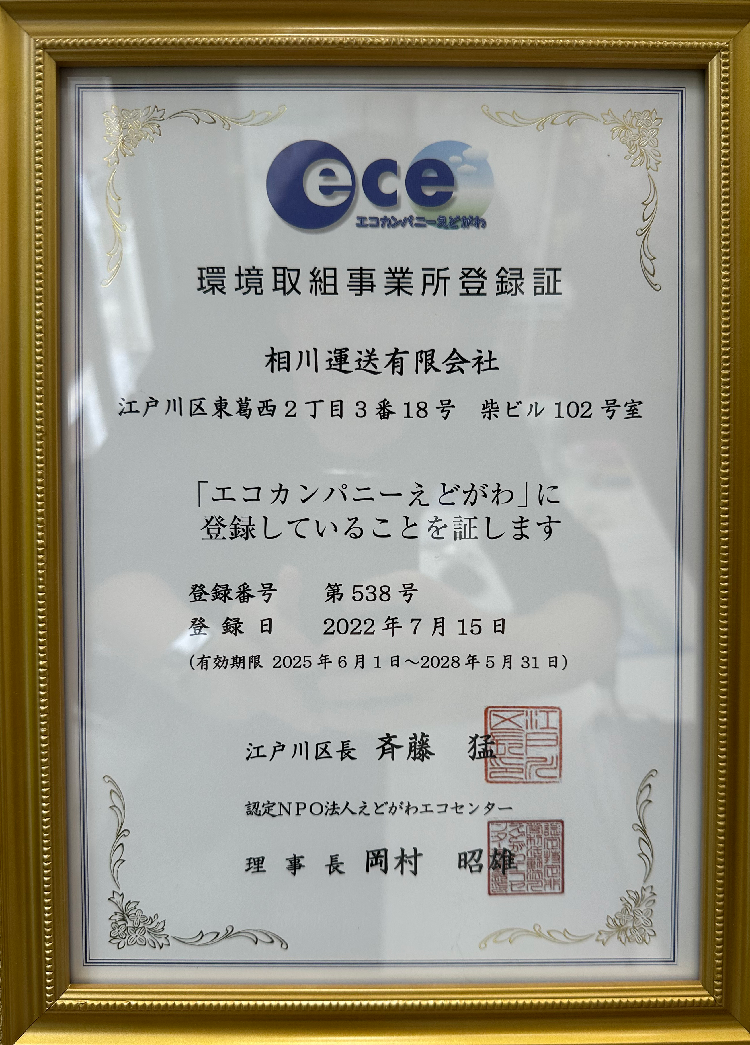 ece
エコカンパニーえどがわ
環境取組事業所登録証
相川運送有限会社
江戸川区東葛西2丁目3番18号 柴ビル102号室
「エコカンパニーえどがわ」に
登録していることを証します
登録番号 第538号
登録日 2022年7月15日
(有効期限 2025年6月1日～2028年5月31日)
江戸川区長 斉藤 猛
認定NPO法人えどがわエコセンター
理事長 岡村 昭雄